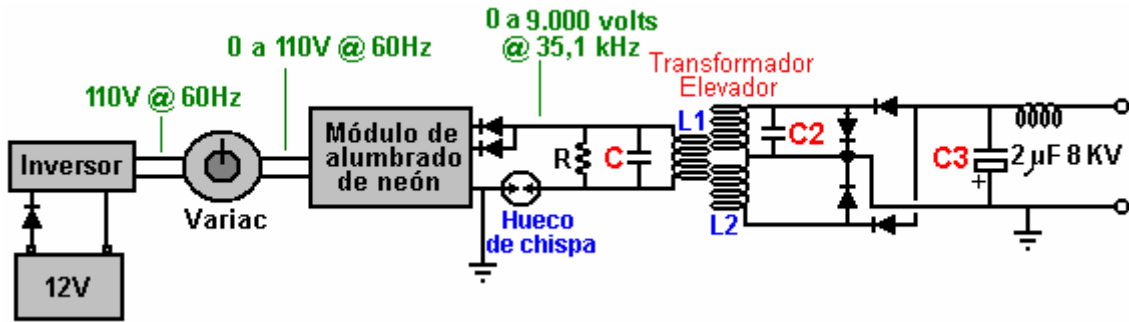 0 a 9.000 volts
@ 35,1 kHz
0 a 110V @ 60Hz
110V @ 60Hz
Transformador
Elevador
Inversor
Variac
12V
Módulo de
alumbrado
de neón
R
C
Hueco
de chispa
L1
L2
C2
C3
+
2 µF 8 KV